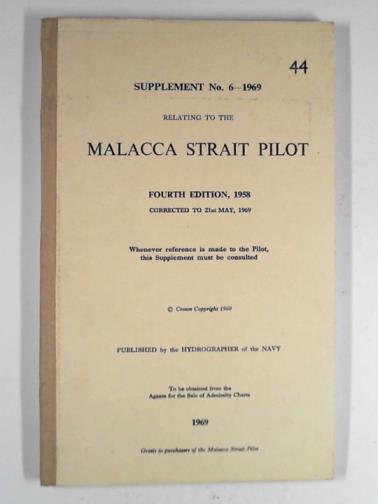 44
SUPPLEMENT No. 6—1969
RELATING TO THE
MALACCA STRAIT PILOT
FOURTH EDITION, 1958
CORRECTED TO 21st MAY, 1969
Whenever reference is made to the Pilot,
this Supplement must be consulted
© Crown Copyright 1969
PUBLISHED by the HYDROGRAPHER of the NAVY
To be obtained from the
Agents for the Sale of Admiralty Charts
1969
Gratis to purchasers of the Malacca Strait Pilot